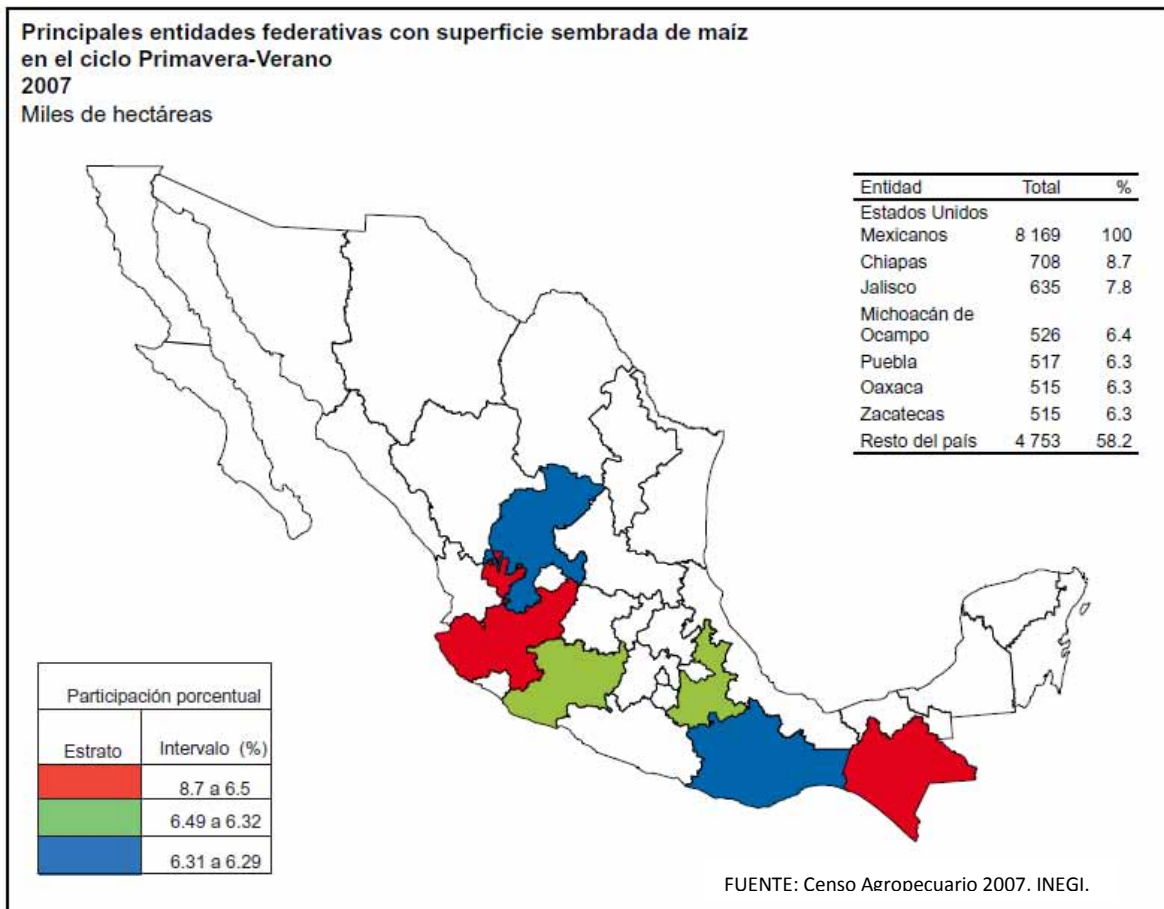 Principales entidades federativas con superficie sembrada de maíz
en el ciclo Primavera-Verano
2007
Miles de hectáreas
Entidad Total %
Estados Unidos
Mexicanos 8 169 100
Chiapas 708 8.7
Jalisco 635 7.8
Michoacán de
Ocampo 526 6.4
Puebla 517 6.3
Oaxaca 515 6.3
Zacatecas 515 6.3
Resto del país 4 753 58.2
Participación porcentual
Estrato Intervalo (%)
8.7 a 6.5
6.49 a 6.32
6.31 a 6.29
FUENTE: Censo Agropecuario 2007. INEGI.